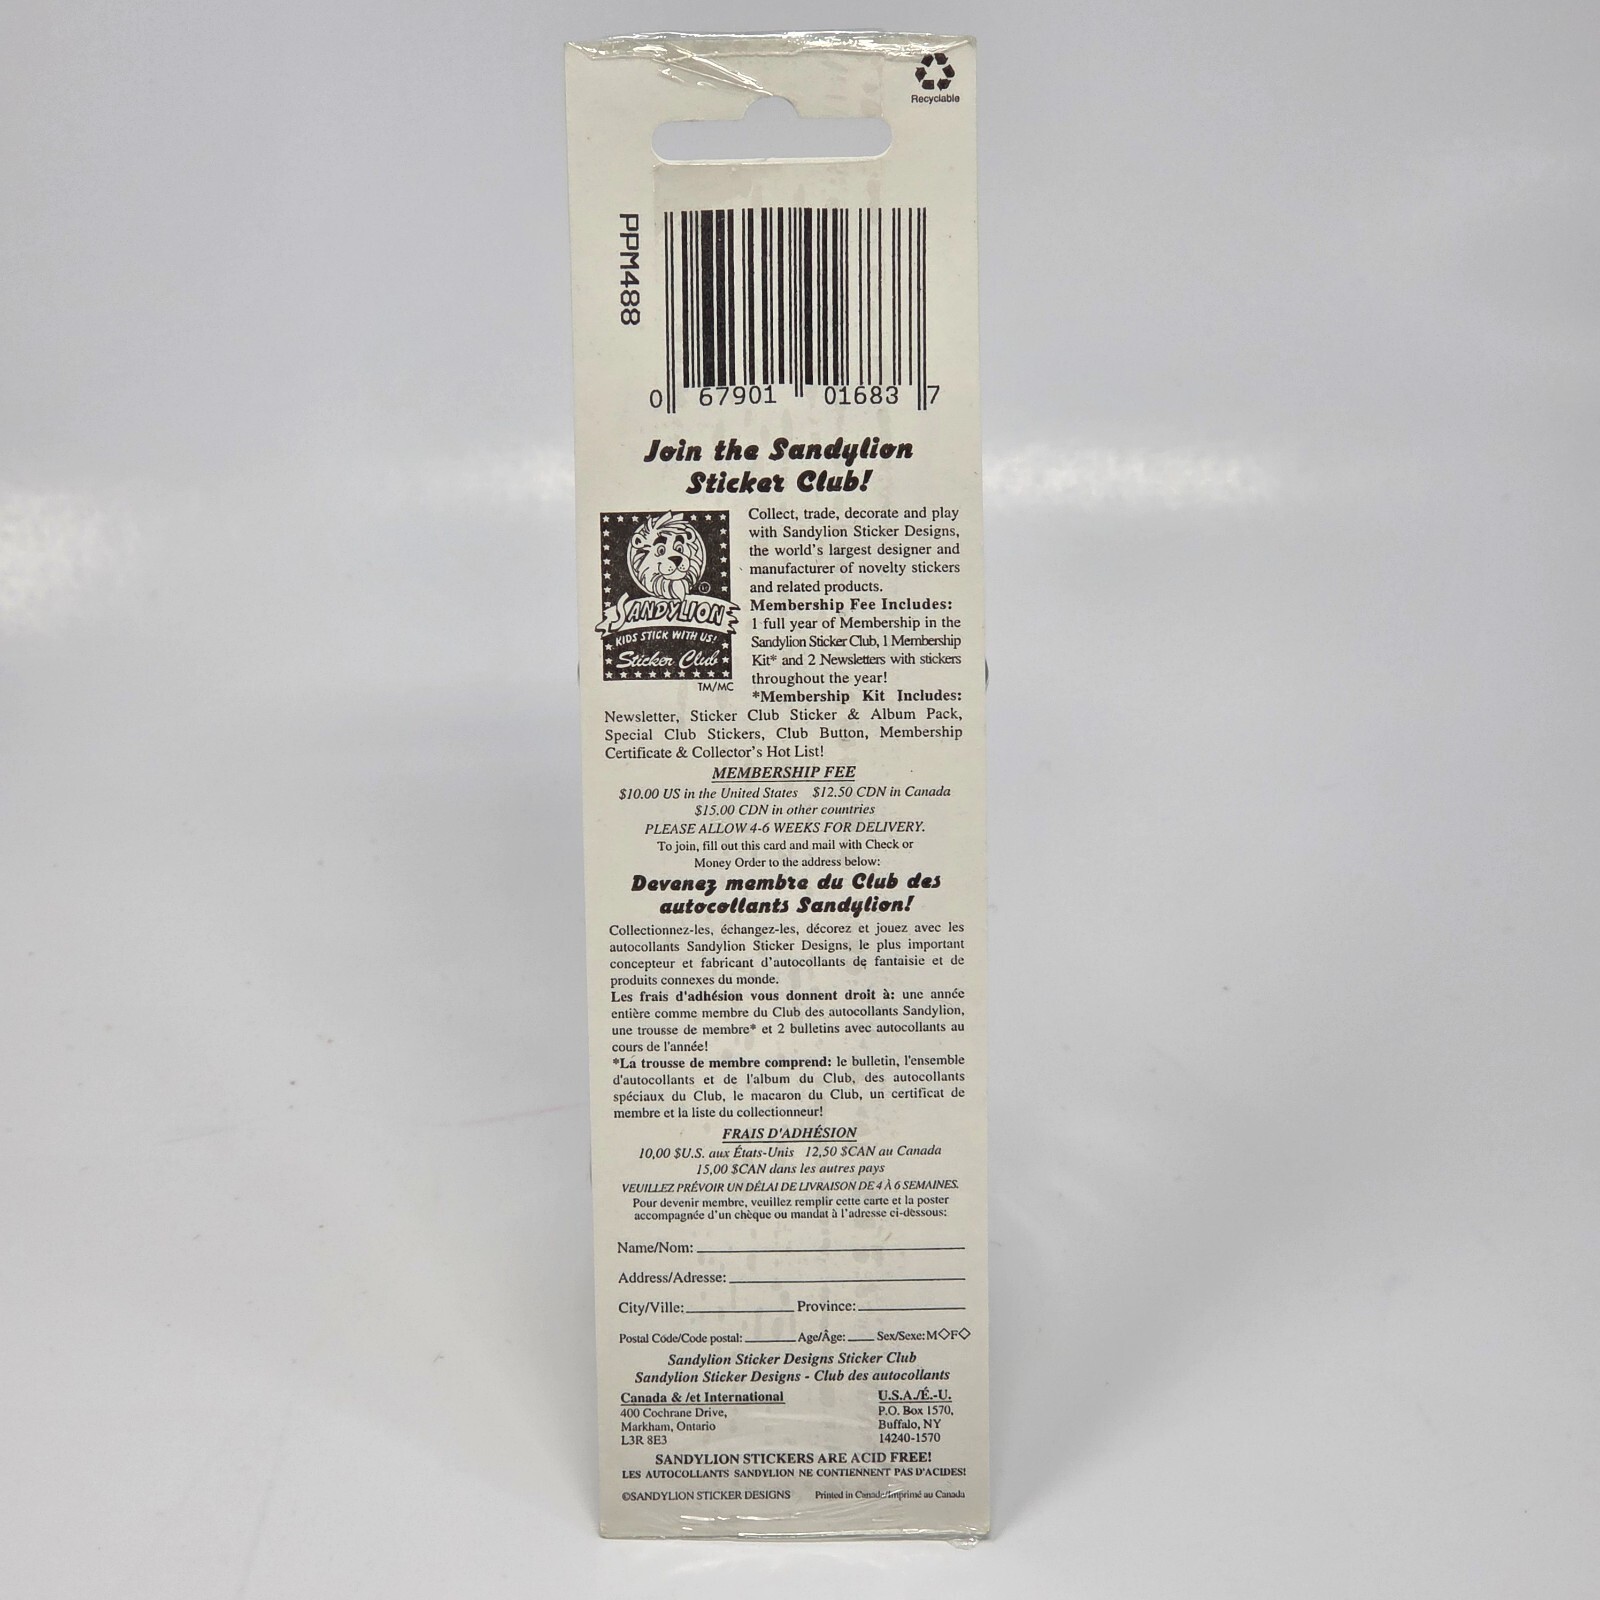 Recyclable
PPM488
0 67901 01683 7
Join the Sandylion
Sticker Club!
Collect, trade, decorate and play
with Sandylion Sticker Designs,
the world's largest designer and
manufacturer of novelty stickers
and related products.
Membership Fee Includes:
1 full year of Membership in the
Sandylion Sticker Club, 1 Membership
Kit* and 2 Newsletters with stickers
throughout the year!
*Membership Kit Includes:
SANDYLION
KIDS STICK WITH US!
Sticker Club
TM/MC
Newsletter, Sticker Club Sticker & Album Pack,
Special Club Stickers, Club Button, Membership
Certificate & Collector's Hot List!
MEMBERSHIP FEE
$10.00 US in the United States $12.50 CDN in Canada
$15.00 CDN in other countries
PLEASE ALLOW 4-6 WEEKS FOR DELIVERY.
To join, fill out this card and mail with Check or
Money Order to the address below:
Devenez membre du Club des
autocollants Sandylion!
Collectionnez-les, échangez-les, décorez et jouez avec les
autocollants Sandylion Sticker Designs, le plus important
concepteur et fabricant d'autocollants de fantaisie et de
produits connexes du monde.
Les frais d'adhésion vous donnent droit à: une année
entière comme membre du Club des autocollants Sandylion,
une trousse de membre* et 2 bulletins avec autocollants au
cours de l'année!
*La trousse de membre comprend: le bulletin, l'ensemble
d'autocollants et de l'album du Club, des autocollants
spéciaux du Club, le macaron du Club, un certificat de
membre et la liste du collectionneur!
FRAIS D'ADHÉSION
10,00 $U.S. aux États-Unis 12,50 $CAN au Canada
15,00 $CAN dans les autres pays
VEUILLEZ PRÉVOIR UN DÉLAI DE LIVRAISON DE 4 À 6 SEMAINES.
Pour devenir membre, veuillez remplir cette carte et la poster
accompagnée d'un chèque ou mandat à l'adresse ci-dessous:
Name/Nom:
Address/Adresse:
City/Ville: Province:
Postal Code/Code postal: Age/Âge: Sex/Sexe: M◇F◇
Sandylion Sticker Designs Sticker Club
Sandylion Sticker Designs - Club des autocollants
Canada & /et International
400 Cochrane Drive,
Markham, Ontario
L3R 8E3
U.S.A./É.-U.
P.O. Box 1570,
Buffalo, NY
14240-1570
SANDYLION STICKERS ARE ACID FREE!
LES AUTOCOLLANTS SANDYLION NE CONTIENNENT PAS D'ACIDES!
©SANDYLION STICKER DESIGNS Printed in Canada/Imprimé au Canada